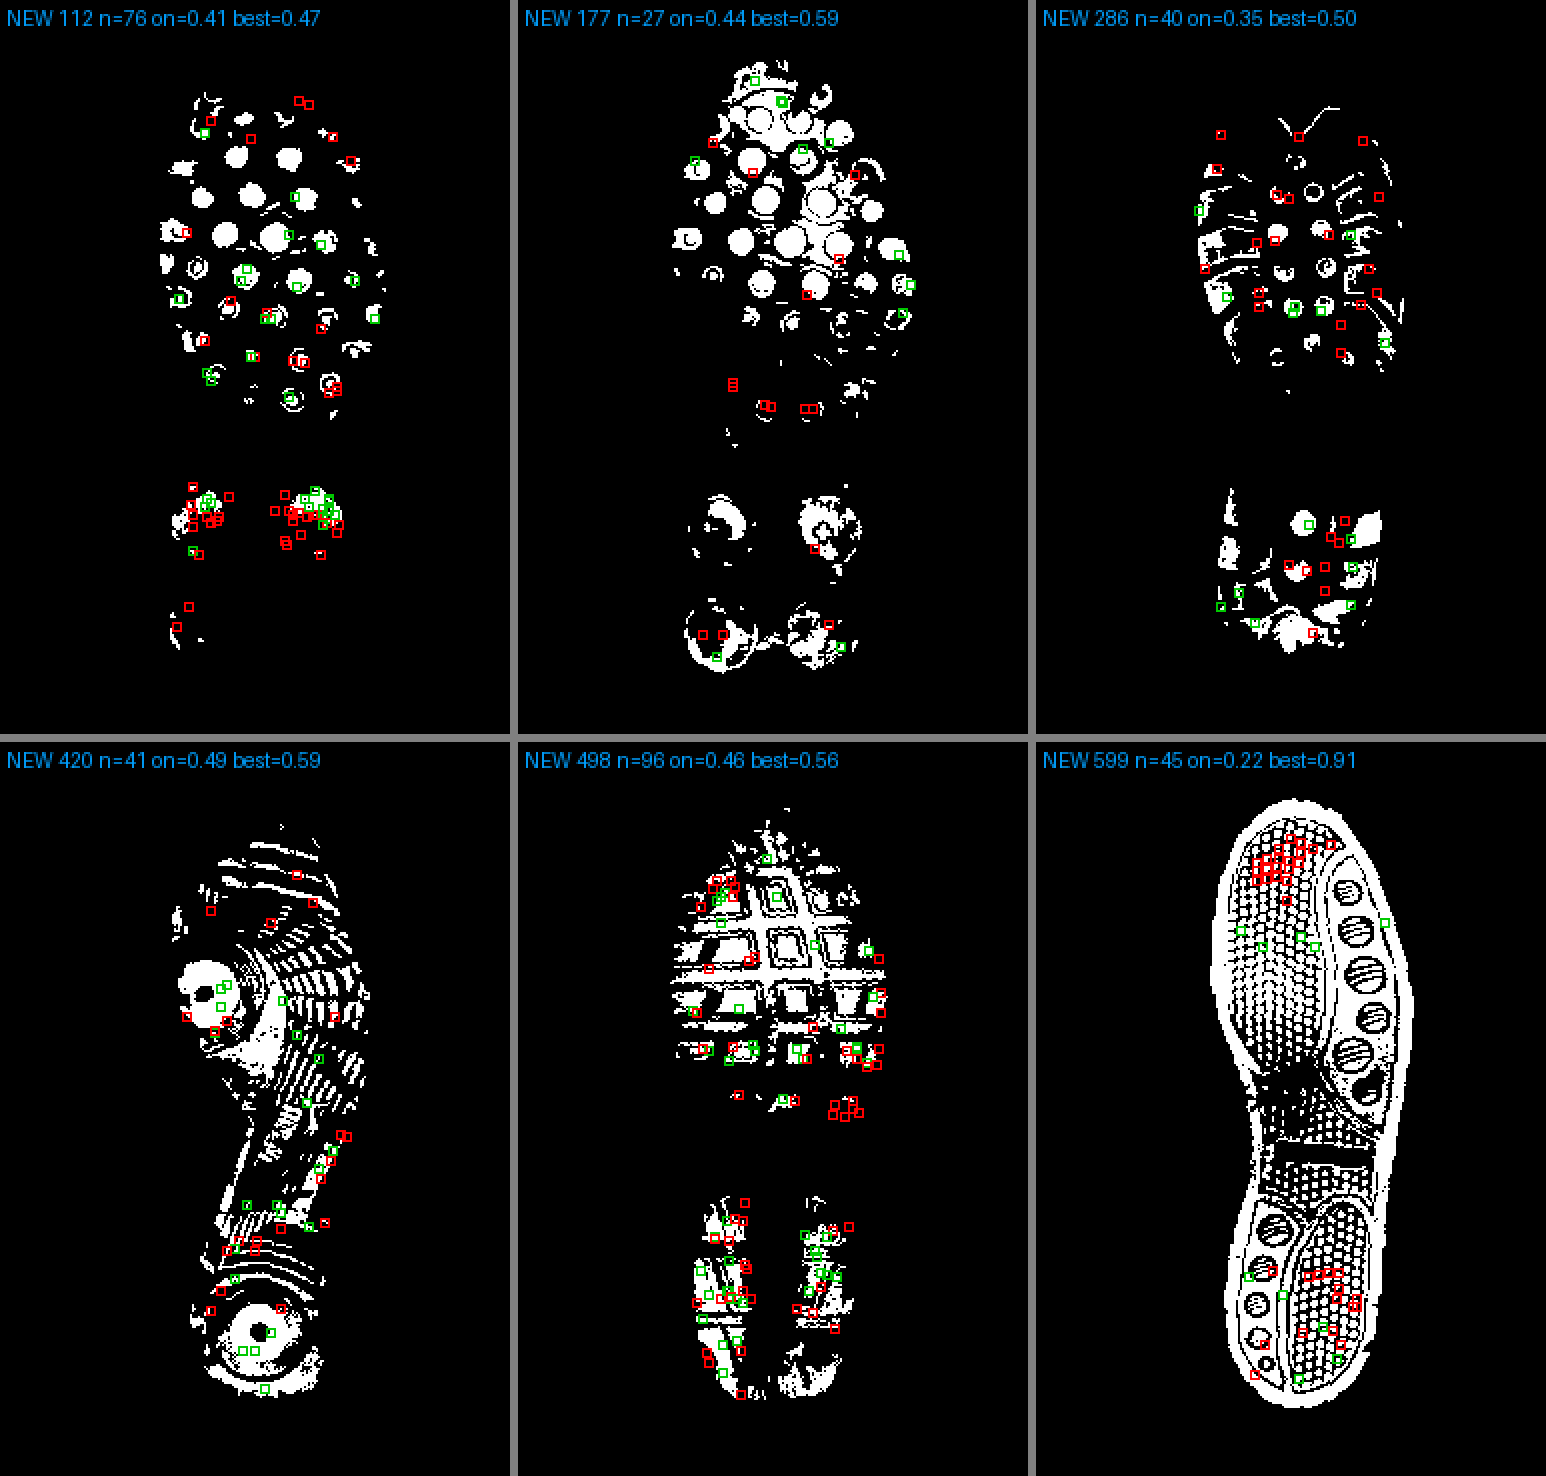 NEW 112 n=76 on=0.41 best=0.47
NEW 177 n=27 on=0.44 best=0.59
NEW 286 n=40 on=0.35 best=0.50
NEW 420 n=41 on=0.49 best=0.59
NEW 498 n=96 on=0.46 best=0.56
NEW 599 n=45 on=0.22 best=0.91